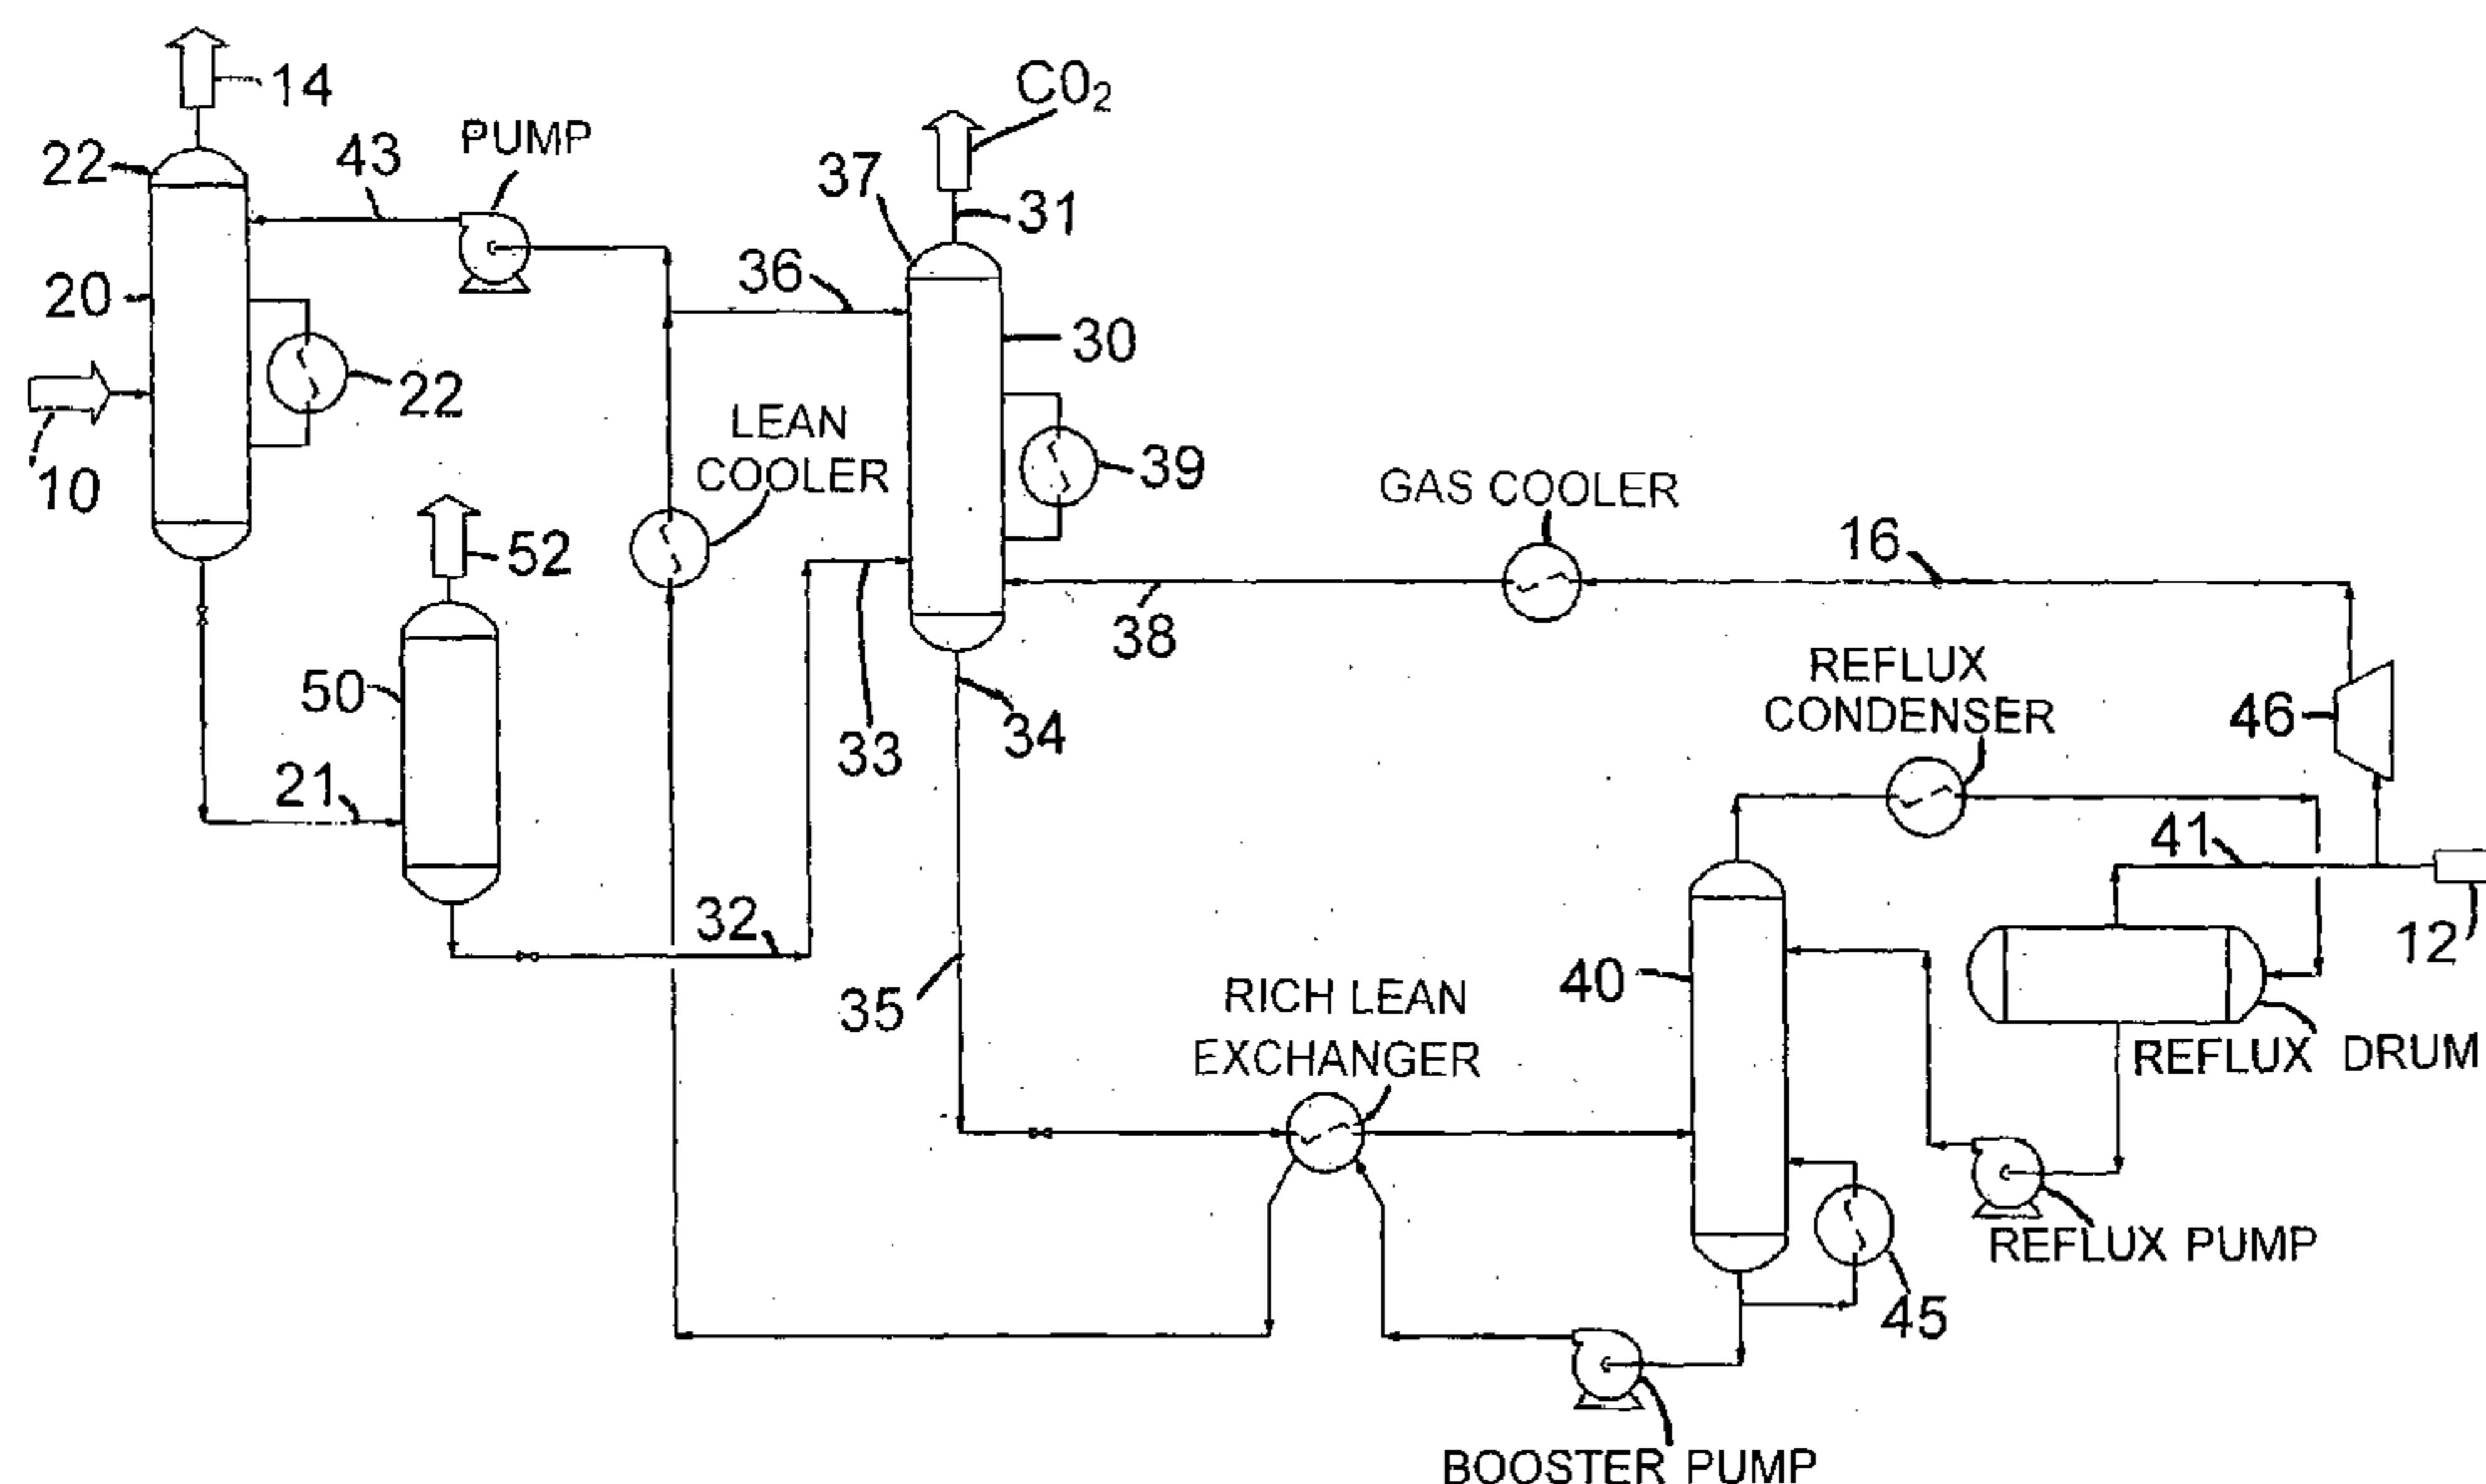 14
CO₂
22
43
PUMP
37
31
20
36
30
22
10
LEAN
COOLER
39
GAS COOLER
16
52
38
REFLUX
CONDENSER
50
33
34
46
21
41
32
12
35
RICH LEAN
EXCHANGER
40
REFLUX DRUM
REFLUX PUMP
45
BOOSTER PUMP